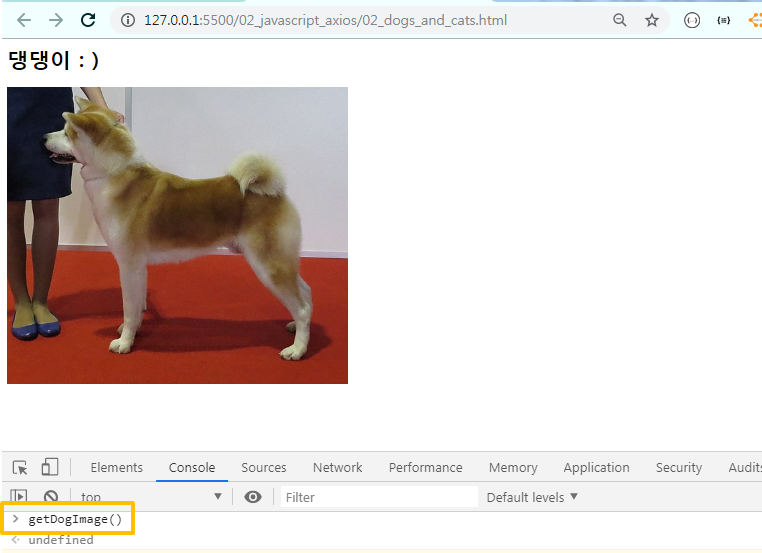 127.0.0.1:5500/02_javascript_axios/02_dogs_and_cats.html
댕댕이 : )
Elements Console Sources Network Performance Memory Application Security Audits
top Filter Default levels
getDogImage()
undefined